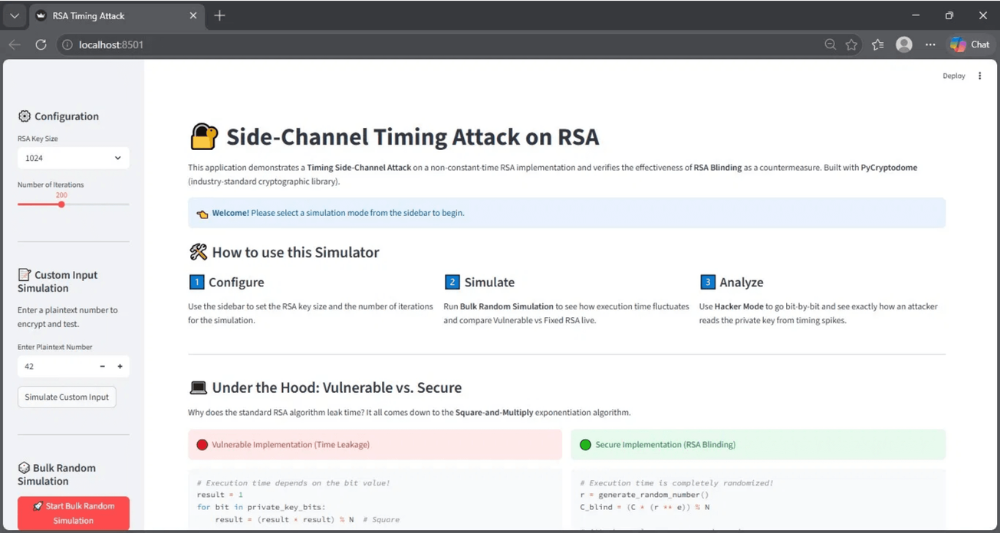 RSA Timing Attack
localhost:8501
Chat
Deploy
Configuration
RSA Key Size
1024
Number of Iterations
200
Custom Input
Simulation
Enter a plaintext number to
encrypt and test.
Enter Plaintext Number
42
Simulate Custom Input
Bulk Random
Simulation
Start Bulk Random
Simulation
Side-Channel Timing Attack on RSA
This application demonstrates a Timing Side-Channel Attack on a non-constant-time RSA implementation and verifies the effectiveness of RSA Blinding as a countermeasure. Built with PyCryptodome
(industry-standard cryptographic library).
Welcome! Please select a simulation mode from the sidebar to begin.
How to use this Simulator
1 Configure
Use the sidebar to set the RSA key size and the number of iterations
for the simulation.
2 Simulate
Run Bulk Random Simulation to see how execution time fluctuates
and compare Vulnerable vs Fixed RSA live.
3 Analyze
Use Hacker Mode to go bit-by-bit and see exactly how an attacker
reads the private key from timing spikes.
Under the Hood: Vulnerable vs. Secure
Why does the standard RSA algorithm leak time? It all comes down to the Square-and-Multiply exponentiation algorithm.
Vulnerable Implementation (Time Leakage)
# Execution time depends on the bit value!
result = 1
for bit in private_key_bits:
result = (result * result) % N # Square
Secure Implementation (RSA Blinding)
# Execution time is completely randomized!
r = generate_random_number()
C_blind = (C * (r ** e)) % N